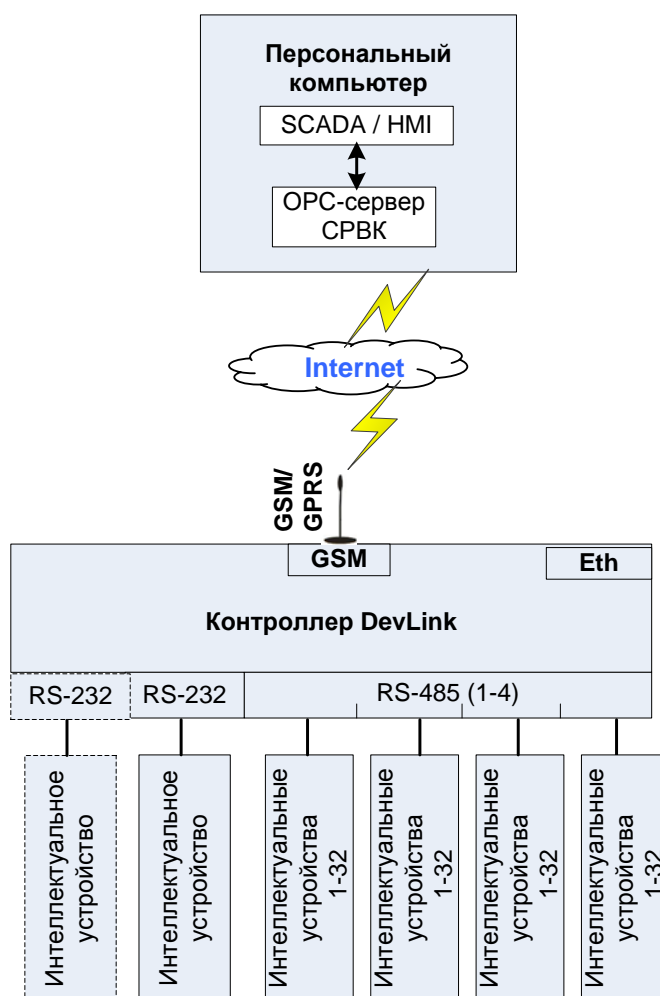 Персональный
компьютер
SCADA / HMI
OPC-сервер
СРВК
Internet
GSM/
GPRS
GSM
Eth
Контроллер DevLink
RS-232
RS-232
RS-485 (1-4)
Интеллектуальное
устройство
Интеллектуальное
устройство
Интеллектуальные
устройства
1-32
Интеллектуальные
устройства
1-32
Интеллектуальные
устройства
1-32
Интеллектуальные
устройства
1-32